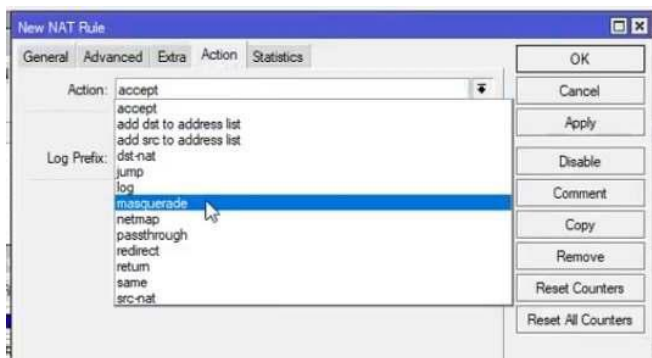 New NAT Rule
General Advanced Extra Action Statistics
Action: accept
accept
add dst to address list
add src to address list
dst-nat
jump
log
masquerade
netmap
passthrough
redirect
return
same
src-nat
Log Prefix:
OK
Cancel
Apply
Disable
Comment
Copy
Remove
Reset Counters
Reset All Counters